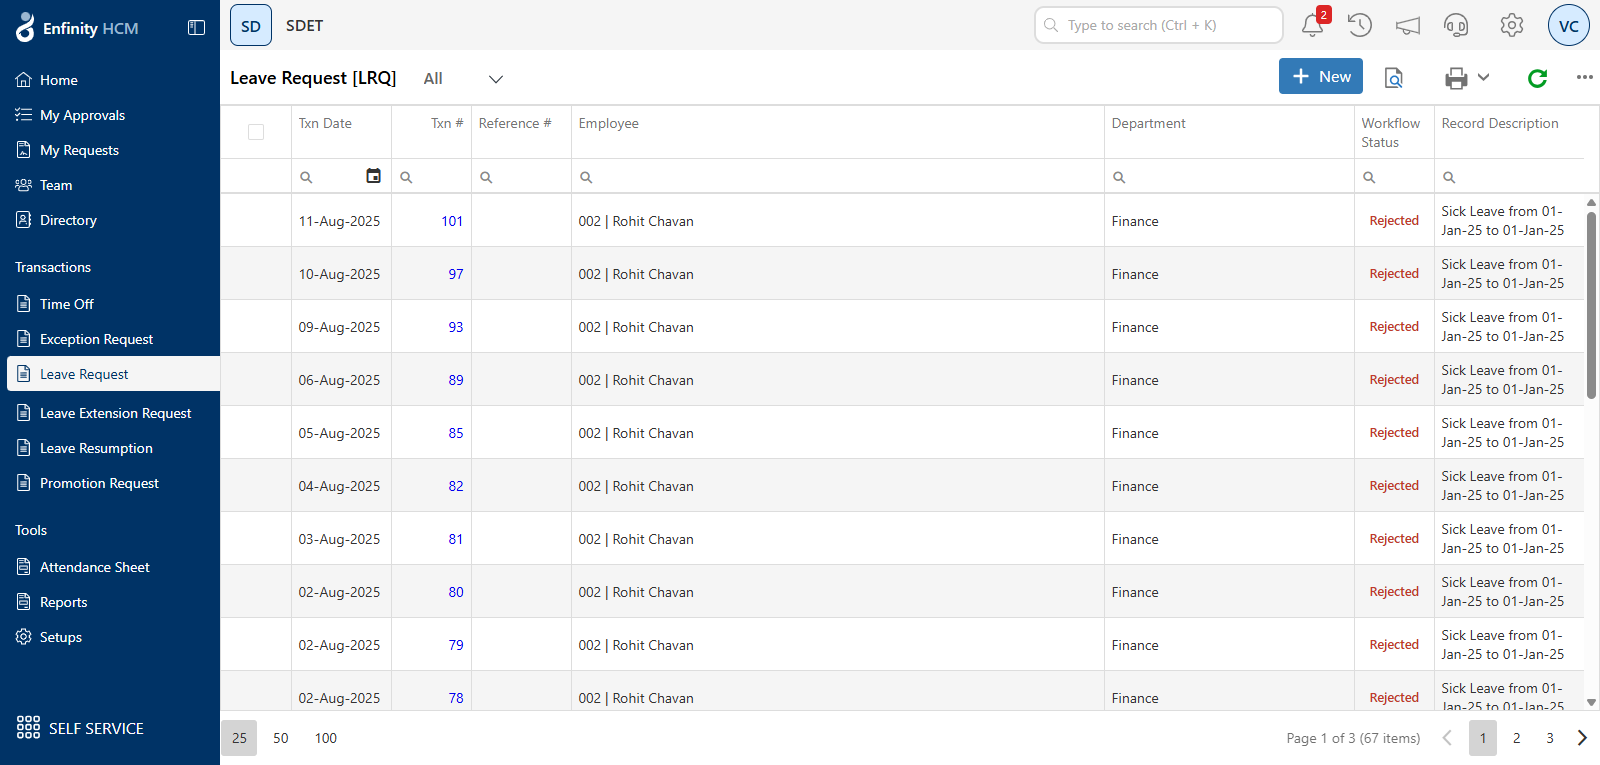 Enfinity HCM
SD SDET
Type to search (Ctrl + K)
2
VC
Home
My Approvals
My Requests
Team
Directory
Transactions
Time Off
Exception Request
Leave Request
Leave Extension Request
Leave Resumption
Promotion Request
Tools
Attendance Sheet
Reports
Setups
SELF SERVICE
Leave Request [LRQ] All
New
Txn Date Txn # Reference # Employee Department Workflow Status Record Description
11-Aug-2025 101 002 | Rohit Chavan Finance Rejected Sick Leave from 01-
Jan-25 to 01-Jan-25
10-Aug-2025 97 002 | Rohit Chavan Finance Rejected Sick Leave from 01-
Jan-25 to 01-Jan-25
09-Aug-2025 93 002 | Rohit Chavan Finance Rejected Sick Leave from 01-
Jan-25 to 01-Jan-25
06-Aug-2025 89 002 | Rohit Chavan Finance Rejected Sick Leave from 01-
Jan-25 to 01-Jan-25
05-Aug-2025 85 002 | Rohit Chavan Finance Rejected Sick Leave from 01-
Jan-25 to 01-Jan-25
04-Aug-2025 82 002 | Rohit Chavan Finance Rejected Sick Leave from 01-
Jan-25 to 01-Jan-25
03-Aug-2025 81 002 | Rohit Chavan Finance Rejected Sick Leave from 01-
Jan-25 to 01-Jan-25
02-Aug-2025 80 002 | Rohit Chavan Finance Rejected Sick Leave from 01-
Jan-25 to 01-Jan-25
02-Aug-2025 79 002 | Rohit Chavan Finance Rejected Sick Leave from 01-
Jan-25 to 01-Jan-25
02-Aug-2025 78 002 | Rohit Chavan Finance Rejected Sick Leave from 01-
Jan-25 to 01-Jan-25
25 50 100
Page 1 of 3 (67 items) 1 2 3